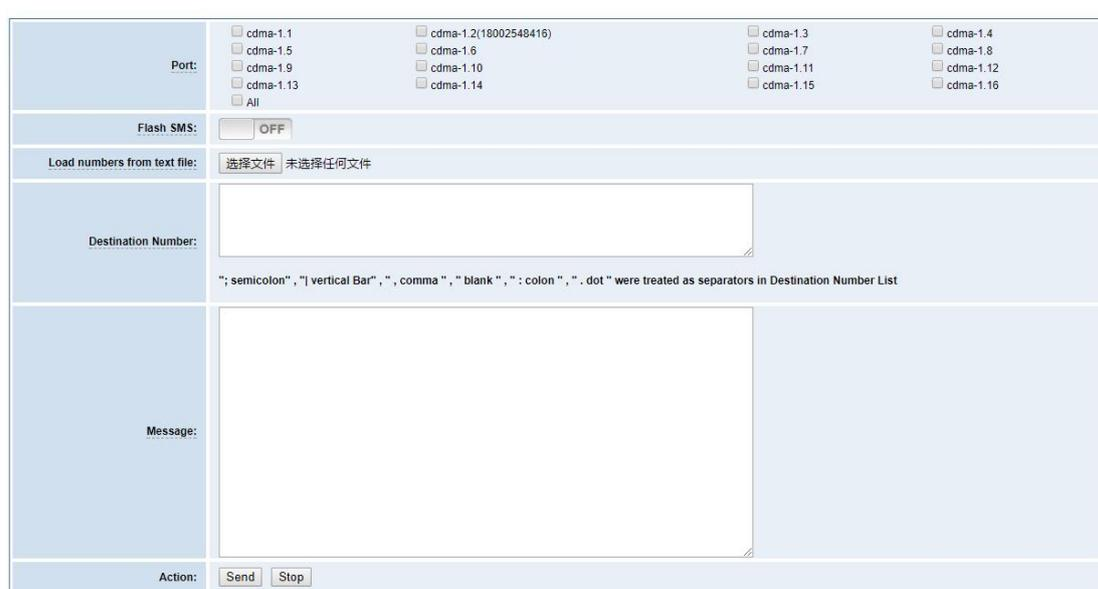 Port:
cdma-1.1 cdma-1.2(18002548416) cdma-1.3 cdma-1.4
cdma-1.5 cdma-1.6 cdma-1.7 cdma-1.8
cdma-1.9 cdma-1.10 cdma-1.11 cdma-1.12
cdma-1.13 cdma-1.14 cdma-1.15 cdma-1.16
All
Flash SMS: OFF
Load numbers from text file: 选择文件 未选择任何文件
Destination Number:
"; semicolon" , "| vertical Bar" , " , comma " , " blank " , " : colon " , " . dot " were treated as separators in Destination Number List
Message:
Action: Send Stop